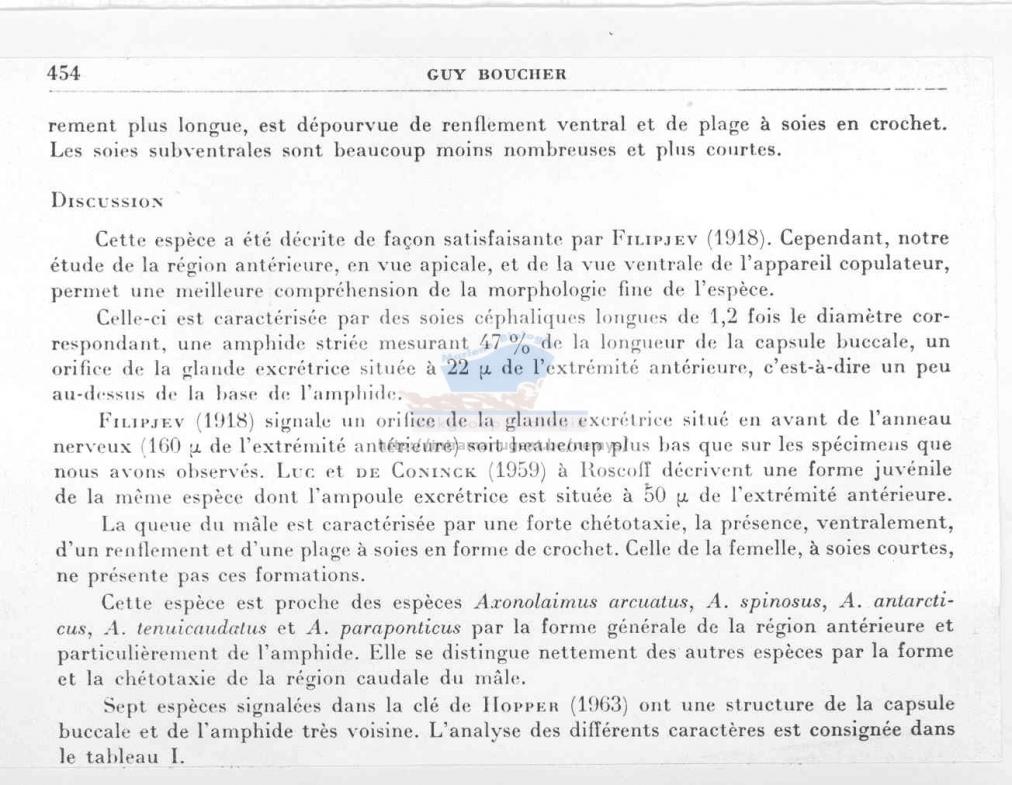 454
GUY BOUCHER
rement plus longue, est dépourvue de renflement ventral et de plage à soies en crochet.
Les soies subventrales sont beaucoup moins nombreuses et plus courtes.
DISCUSSION
Cette espèce a été décrite de façon satisfaisante par FILIPJEV (1918). Cependant, notre
étude de la région antérieure, en vue apicale, et de la vue ventrale de l'appareil copulateur,
permet une meilleure compréhension de la morphologie fine de l'espèce.
Celle-ci est caractérisée par des soies céphaliques longues de 1,2 fois le diamètre cor-
respondant, une amphide striée mesurant 47 % de la longueur de la capsule buccale, un
orifice de la glande excrétrice située à 22 μ de l'extrémité antérieure, c'est-à-dire un peu
au-dessus de la base de l'amphide.
FILIPJEV (1918) signale un orifice de la glande excrétrice situé en avant de l'anneau
nerveux (160 μ de l'extrémité antérieure) soit beaucoup plus bas que sur les spécimens que
nous avons observés. LUC et DE CONINCK (1959) à Roscoff décrivent une forme juvénile
de la même espèce dont l'ampoule excrétrice est située à 50 μ de l'extrémité antérieure.
La queue du mâle est caractérisée par une forte chétotaxie, la présence, ventralement,
d'un renflement et d'une plage à soies en forme de crochet. Celle de la femelle, à soies courtes,
ne présente pas ces formations.
Cette espèce est proche des espèces Axonolaimus arcuatus, A. spinosus, A. antarcti-
cus, A. tenuicaudatus et A. paraponticus par la forme générale de la région antérieure et
particulièrement de l'amphide. Elle se distingue nettement des autres espèces par la forme
et la chétotaxie de la région caudale du mâle.
Sept espèces signalées dans la clé de HOPPER (1963) ont une structure de la capsule
buccale et de l'amphide très voisine. L'analyse des différents caractères est consignée dans
le tableau I.